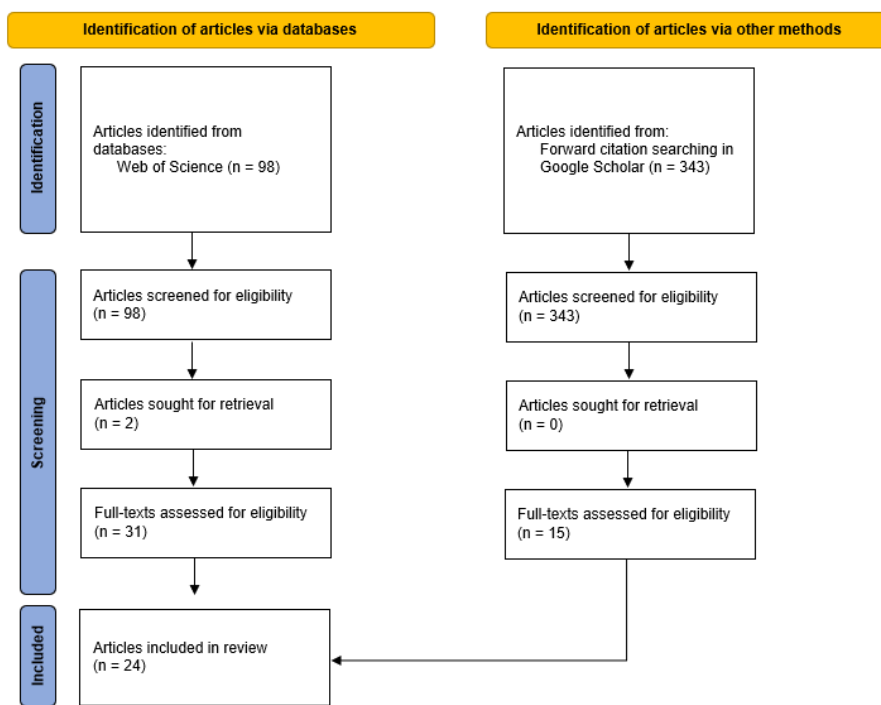 Identification of articles via databases
Identification of articles via other methods
Identification
Articles identified from
databases:
Web of Science (n = 98)
Articles identified from:
Forward citation searching in
Google Scholar (n = 343)
Screening
Articles screened for eligibility
(n = 98)
Articles screened for eligibility
(n = 343)
Articles sought for retrieval
(n = 2)
Articles sought for retrieval
(n = 0)
Full-texts assessed for eligibility
(n = 31)
Full-texts assessed for eligibility
(n = 15)
Included
Articles included in review
(n = 24)